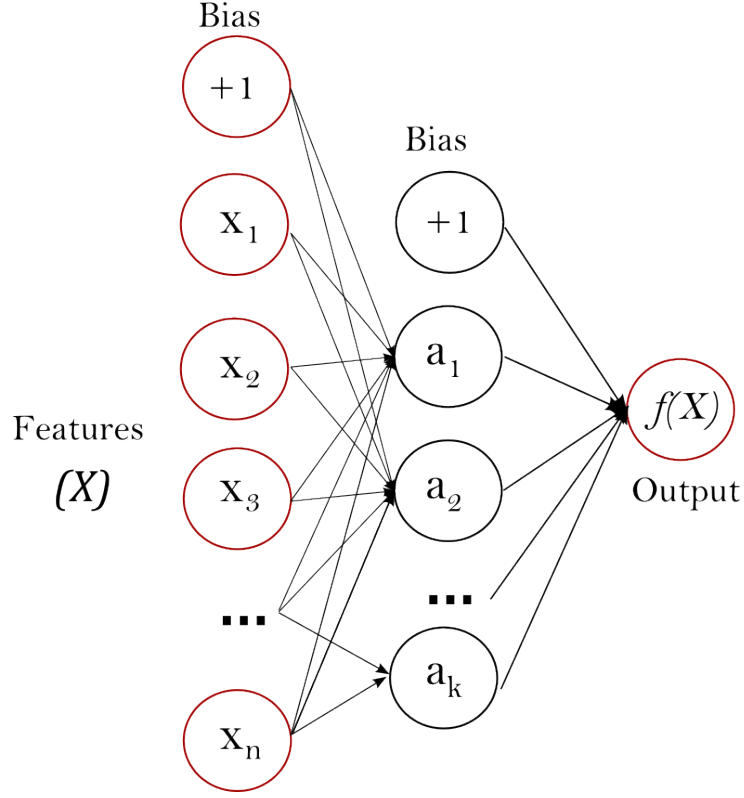 Bias
+1
x₁
x₂
x₃
...
xₙ
Features
(X)
Bias
+1
a₁
a₂
...
aₖ
f(X)
Output